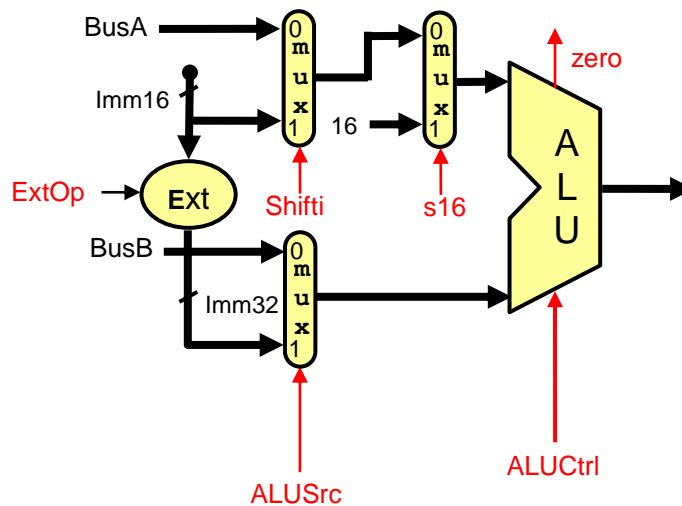 BusA
0
m
u
x
1
0
m
u
x
1
zero
Imm16
16
A
L
U
ExtOp
Ext
Shifti
s16
BusB
0
m
u
x
1
Imm32
ALUSrc
ALUCtrl